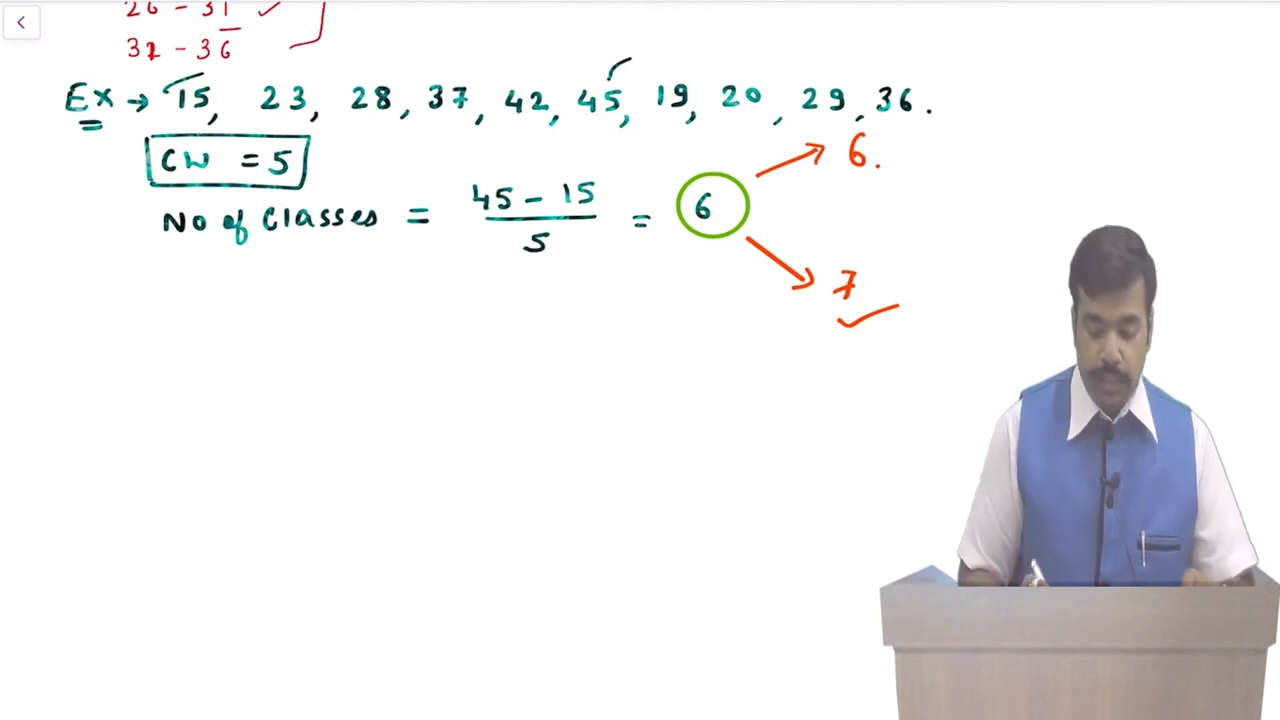 26 - 31 ✓
31 - 36
Ex → 15, 23, 28, 37, 42, 45, 19, 20, 29, 36.
CW = 5
6.
No of Classes = 45 - 15 / 5 = 6
7 ✓